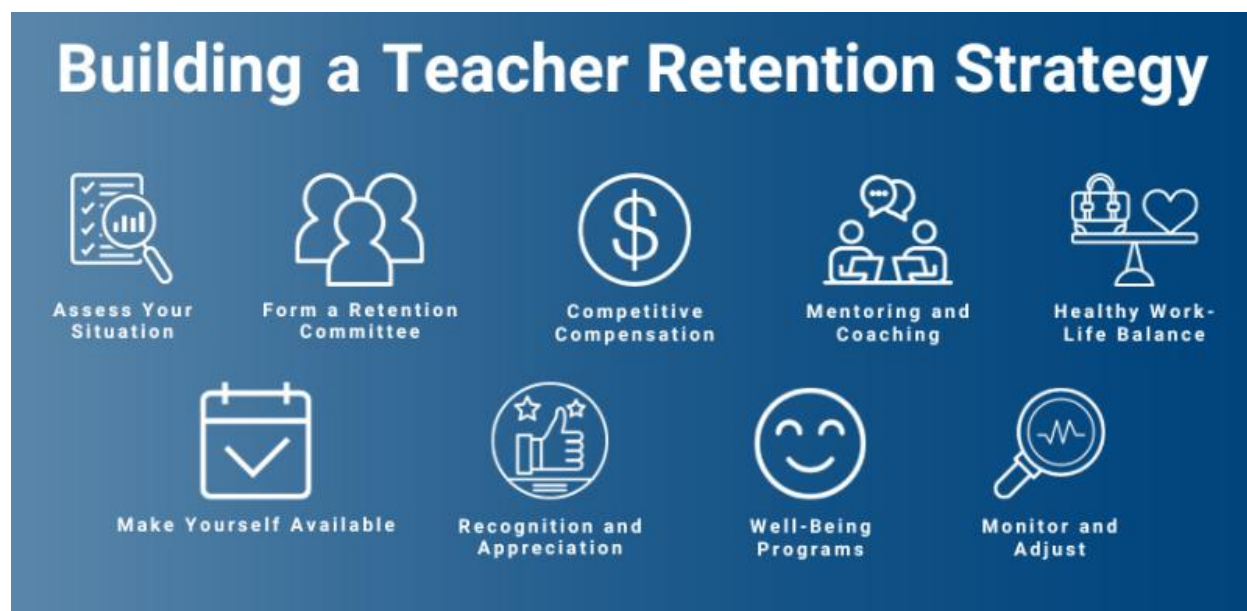 Building a Teacher Retention Strategy
Assess Your
Situation
Form a Retention
Committee
Competitive
Compensation
Mentoring and
Coaching
Healthy Work-
Life Balance
Make Yourself Available
Recognition and
Appreciation
Well-Being
Programs
Monitor and
Adjust